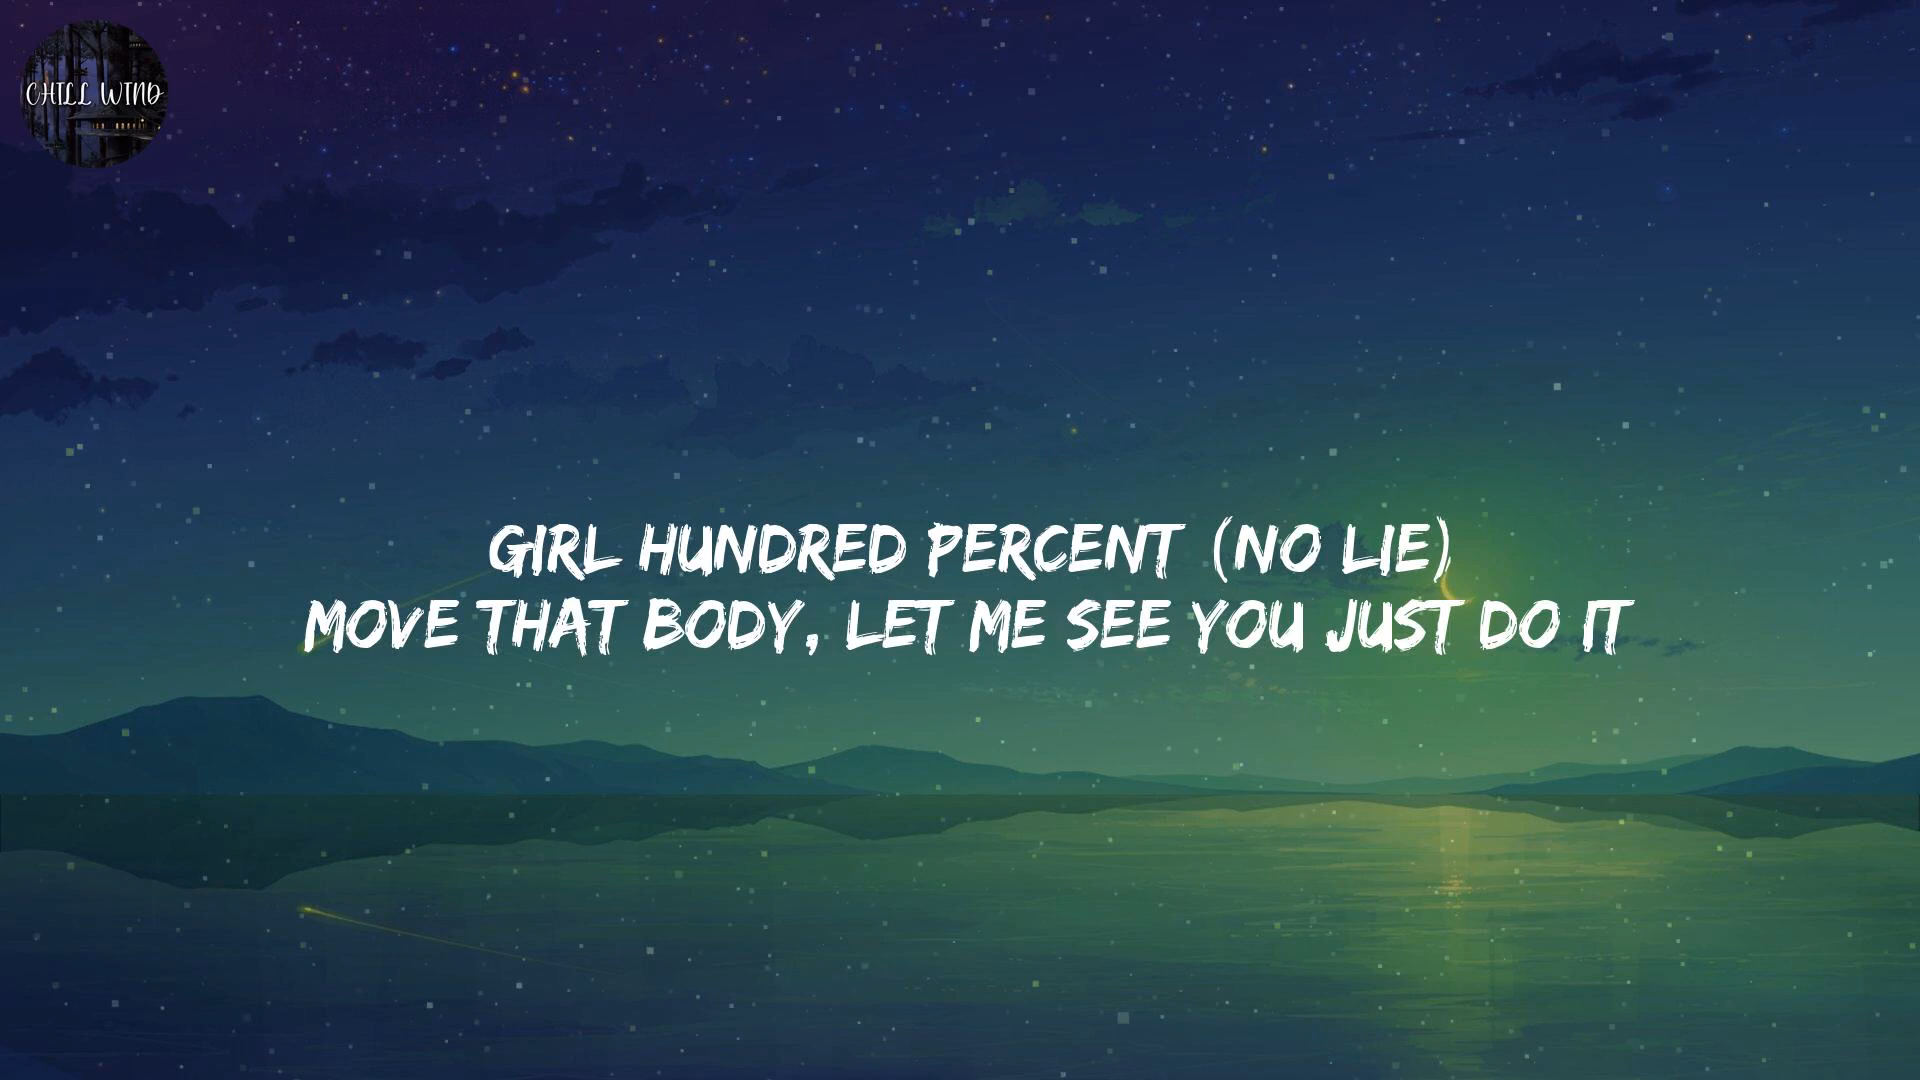 CHILL WIND
GIRL HUNDRED PERCENT (NO LIE)
MOVE THAT BODY, LET ME SEE YOU JUST DO IT